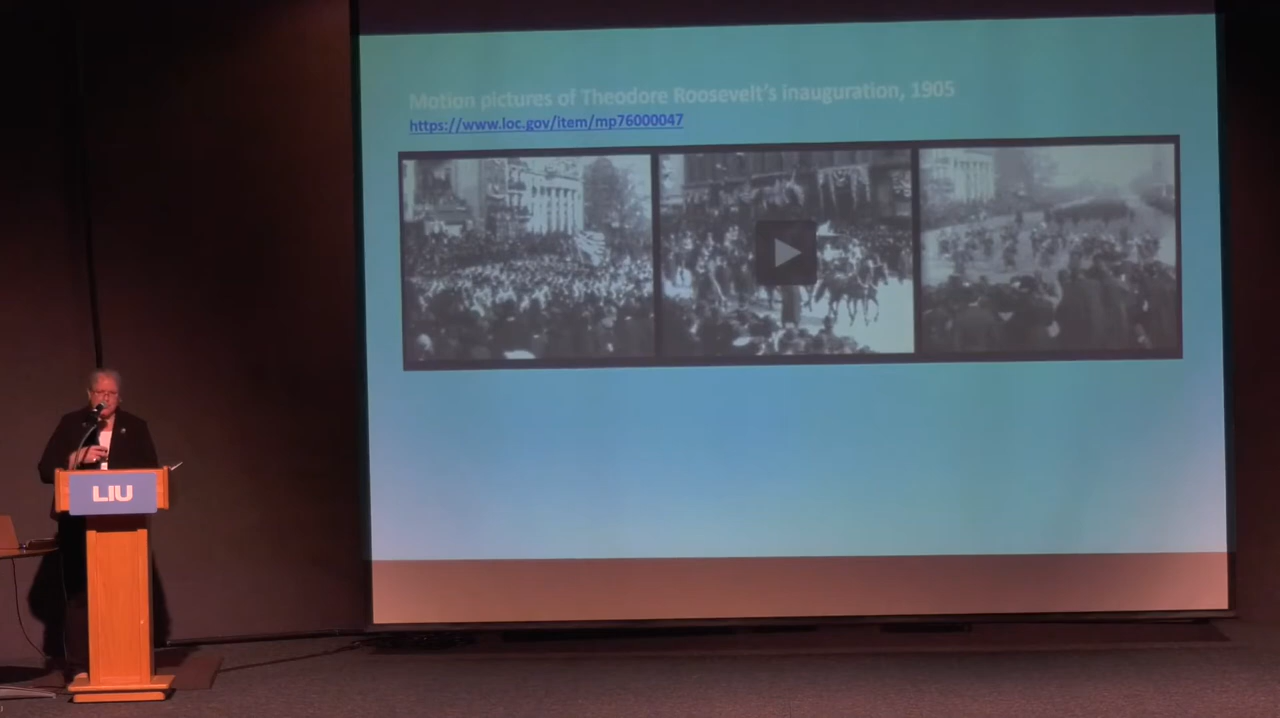 Motion pictures of Theodore Roosevelt's inauguration, 1905
https://www.loc.gov/item/mp76000047
LIU